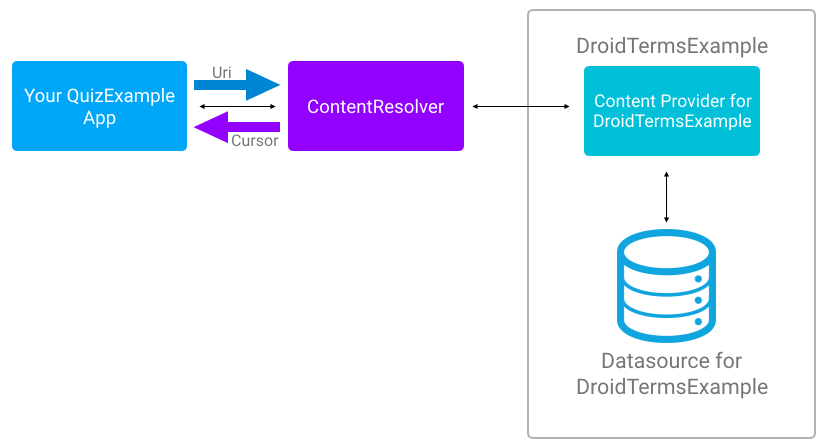 Your QuizExample
App
Uri
Cursor
ContentResolver
DroidTermsExample
Content Provider for
DroidTermsExample
Datasource for
DroidTermsExample